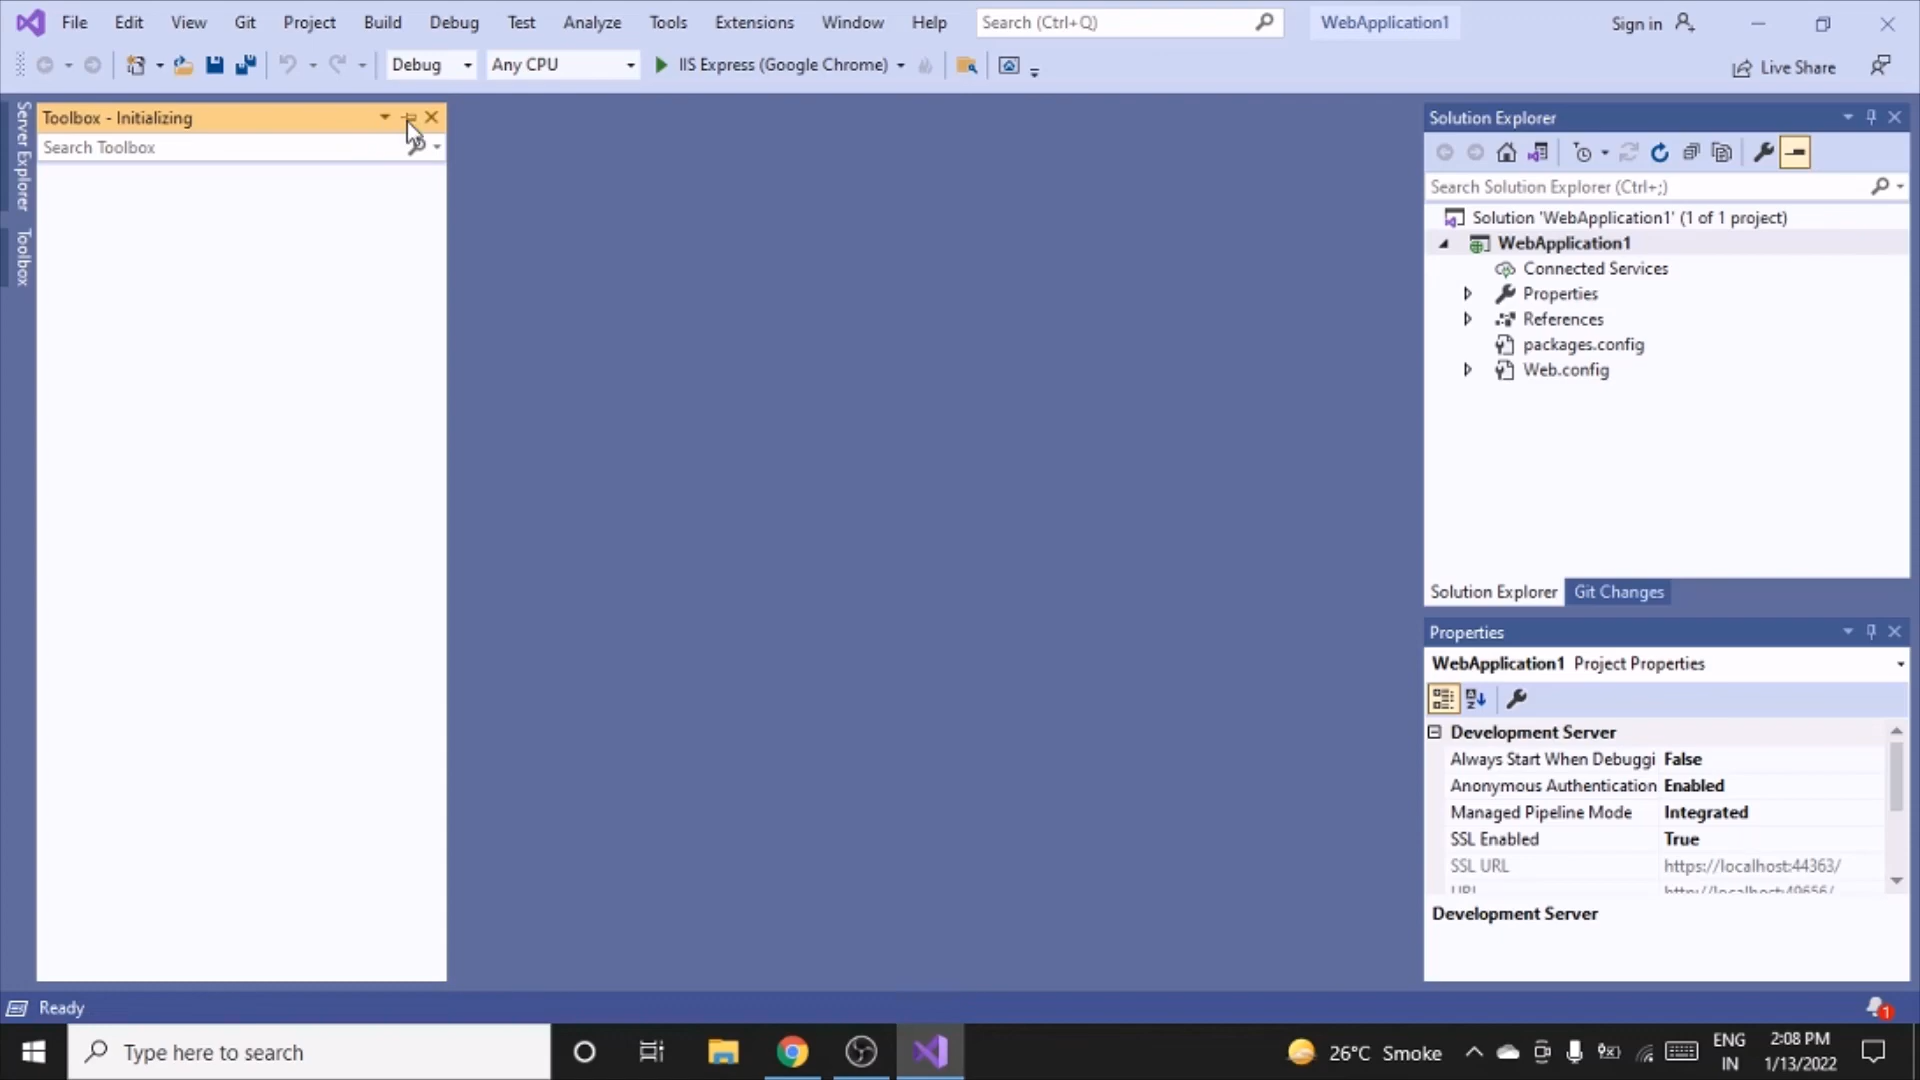 File Edit View Git Project Build Debug Test Analyze Tools Extensions Window Help Search (Ctrl+Q) WebApplication1 Sign in
Debug Any CPU IIS Express (Google Chrome) Live Share
Server Explorer
Toolbox
Toolbox - Initializing
Search Toolbox
Solution Explorer
Search Solution Explorer (Ctrl+;)
Solution 'WebApplication1' (1 of 1 project)
WebApplication1
Connected Services
Properties
References
packages.config
Web.config
Solution Explorer Git Changes
Properties
WebApplication1 Project Properties
Development Server
Always Start When Debuggi False
Anonymous Authentication Enabled
Managed Pipeline Mode Integrated
SSL Enabled True
SSL URL https://localhost:44363/
URL http://localhost:49656/
Development Server
Ready
1
Type here to search
26°C Smoke
ENG
IN
2:08 PM
1/13/2022